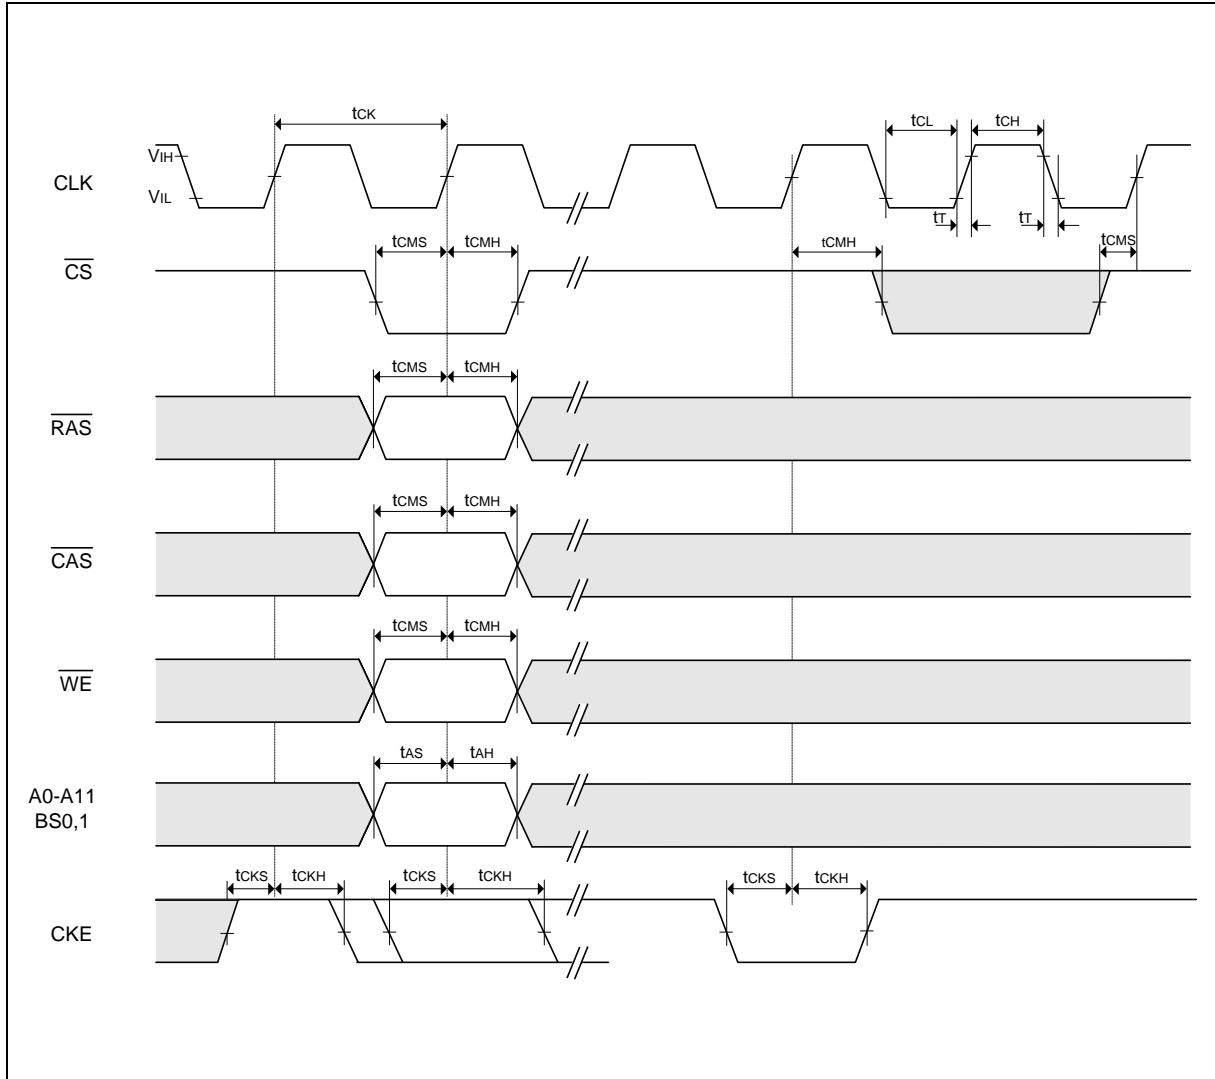 tCK
tCL
tCH
VIH
CLK
VIL
tT
tT
tCMS
tCMH
tCMH
tCMS
CS
tCMS
tCMH
RAS
tCMS
tCMH
CAS
tCMS
tCMH
WE
tAS
tAH
A0-A11
BS0,1
tCKS
tCKH
tCKS
tCKH
tCKS
tCKH
CKE